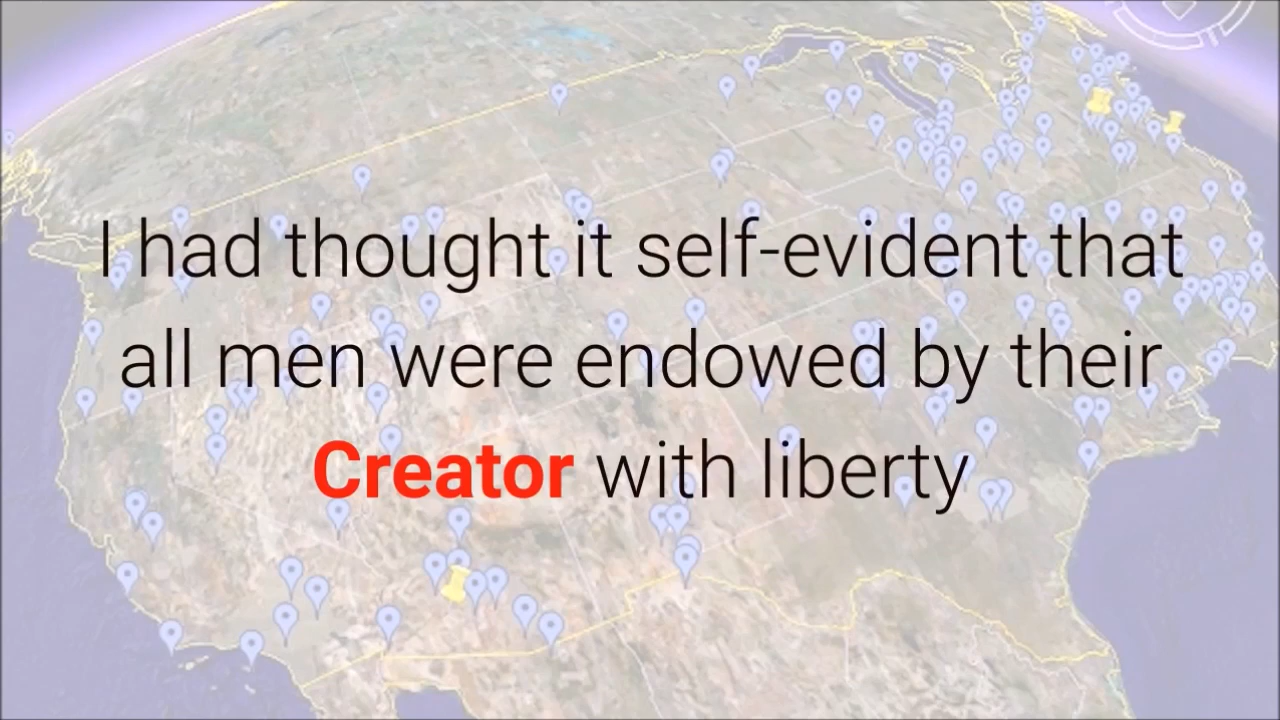 I had thought it self-evident that
all men were endowed by their
Creator with liberty